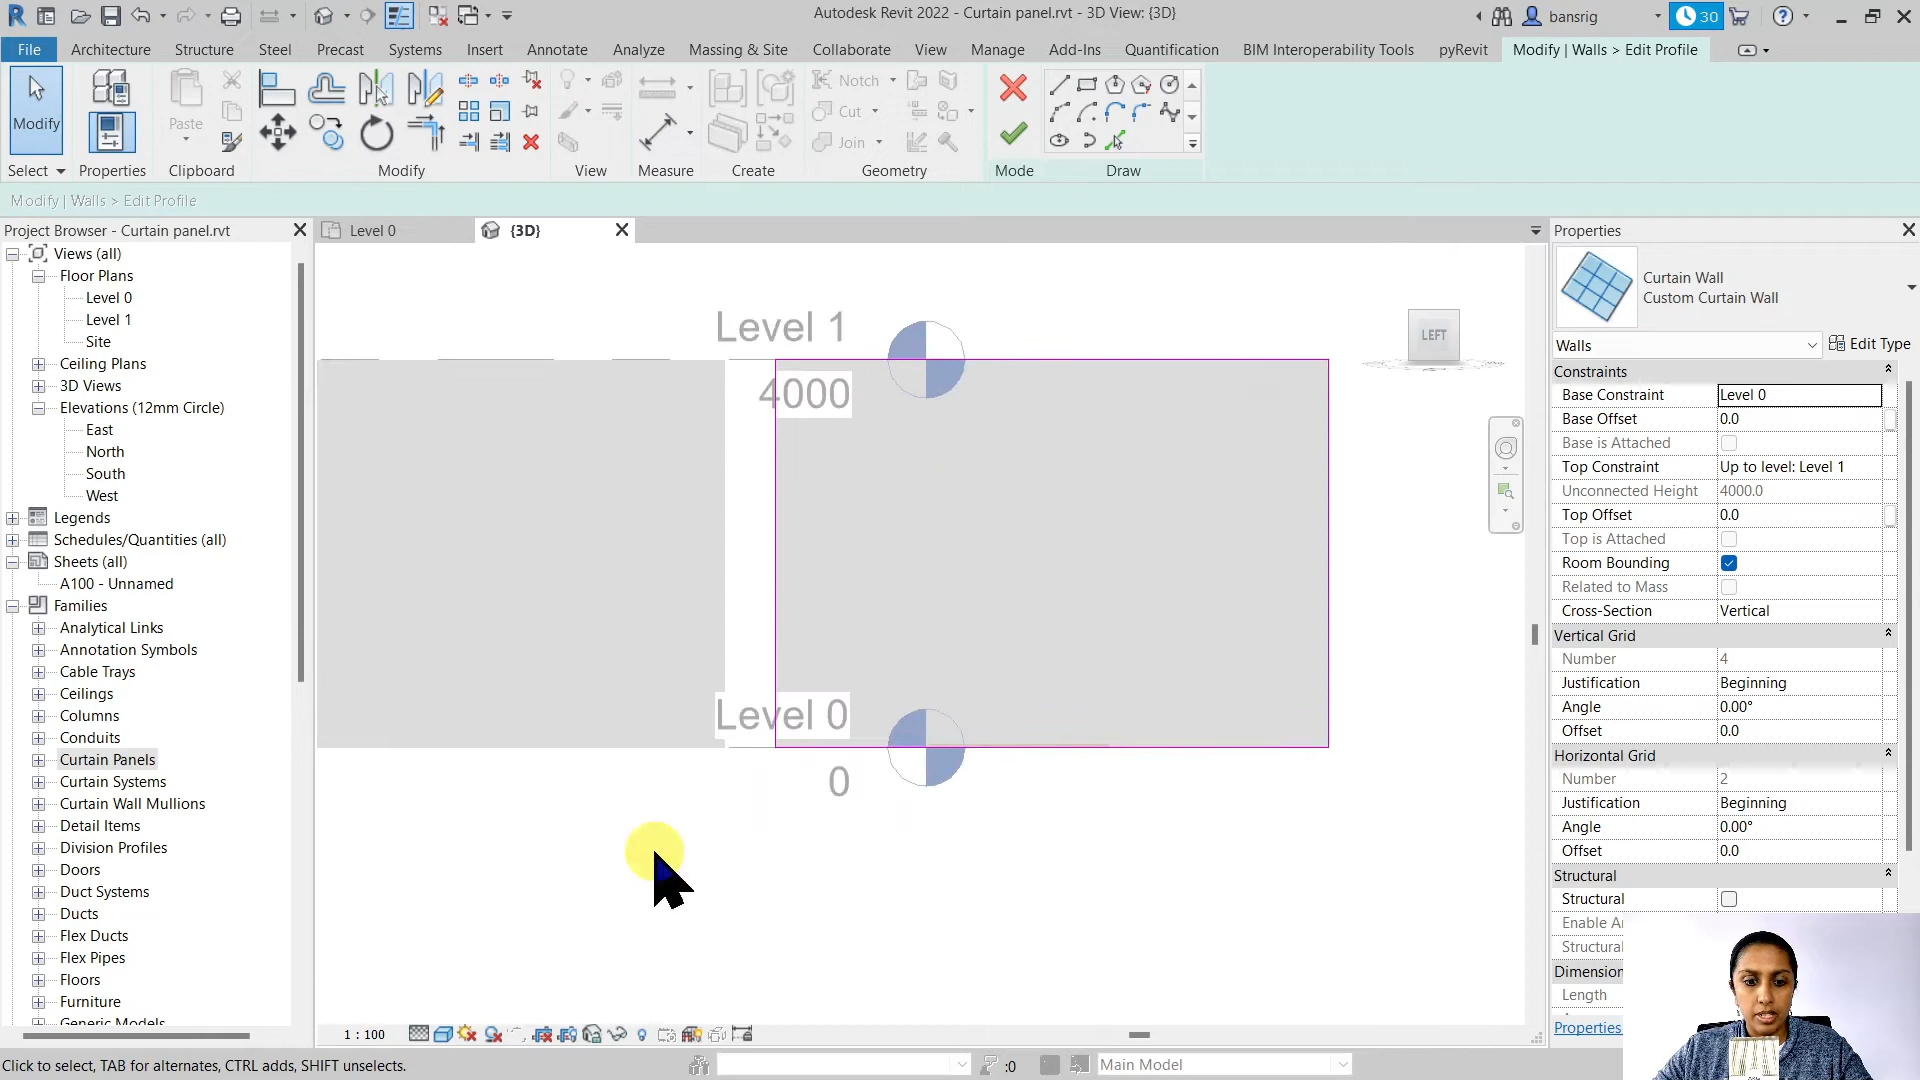 Autodesk Revit 2022 - Curtain panel.rvt - 3D View: {3D}
bansrig
30
File
Architecture
Structure
Steel
Precast
Systems
Insert
Annotate
Analyze
Massing & Site
Collaborate
View
Manage
Add-Ins
Quantification
BIM Interoperability Tools
pyRevit
Modify | Walls > Edit Profile
Modify
Paste
Notch
Cut
Join
Select
Properties
Clipboard
Modify
View
Measure
Create
Geometry
Mode
Draw
Modify | Walls > Edit Profile
Project Browser - Curtain panel.rvt
Views (all)
Floor Plans
Level 0
Level 1
Site
Ceiling Plans
3D Views
Elevations (12mm Circle)
East
North
South
West
Legends
Schedules/Quantities (all)
Sheets (all)
A100 - Unnamed
Families
Analytical Links
Annotation Symbols
Cable Trays
Ceilings
Columns
Conduits
Curtain Panels
Curtain Systems
Curtain Wall Mullions
Detail Items
Division Profiles
Doors
Duct Systems
Ducts
Flex Ducts
Flex Pipes
Floors
Furniture
Generic Models
Level 0
{3D}
Level 1
4000
Level 0
0
LEFT
Properties
Curtain Wall
Custom Curtain Wall
Walls
Edit Type
Constraints
Base Constraint Level 0
Base Offset 0.0
Base is Attached
Top Constraint Up to level: Level 1
Unconnected Height 4000.0
Top Offset 0.0
Top is Attached
Room Bounding
Related to Mass
Cross-Section Vertical
Vertical Grid
Number 4
Justification Beginning
Angle 0.00°
Offset 0.0
Horizontal Grid
Number 2
Justification Beginning
Angle 0.00°
Offset 0.0
Structural
Structural
Enable
Structural
Dimension
Length
Properties
1 : 100
Click to select, TAB for alternates, CTRL adds, SHIFT unselects.
:0
Main Model